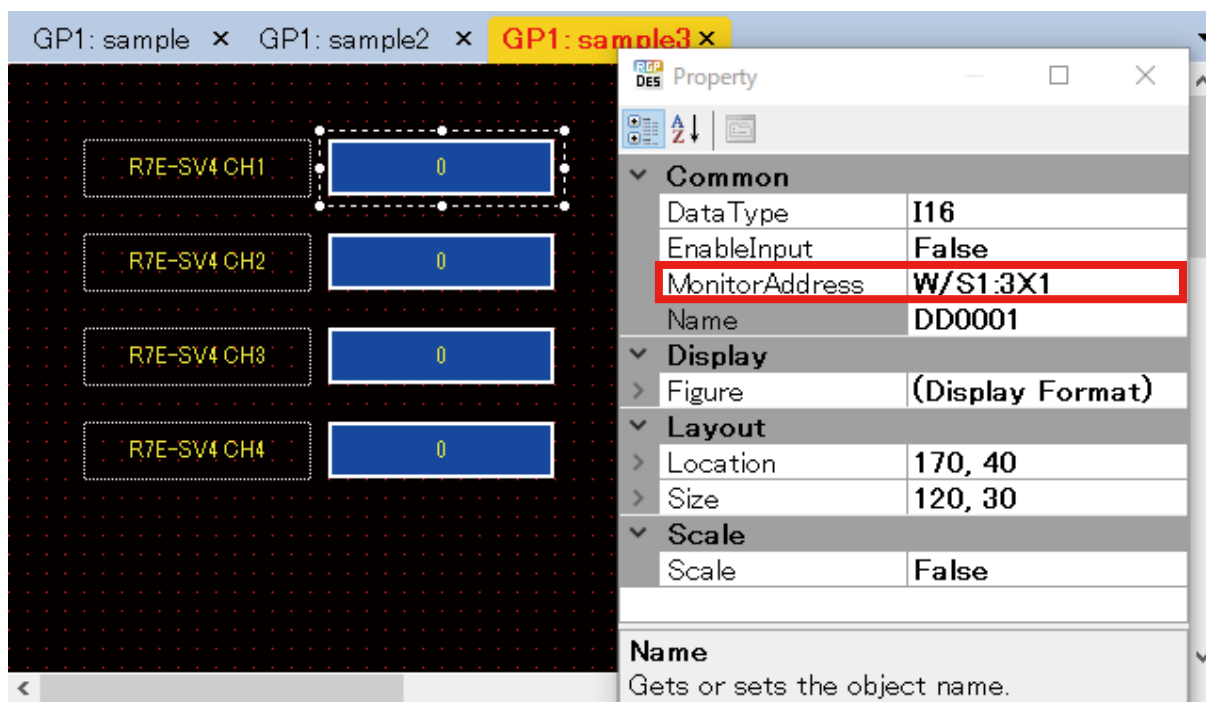 GP1: sample × GP1: sample2 × GP1: sample3 ×
RGP DES Property
A Z
R7E-SV4 CH1 0
R7E-SV4 CH2 0
R7E-SV4 CH3 0
R7E-SV4 CH4 0
Common
DataType I16
EnableInput False
MonitorAddress W/S1:3X1
Name DD0001
Display
Figure (Display Format)
Layout
Location 170, 40
Size 120, 30
Scale
Scale False
Name
Gets or sets the object name.